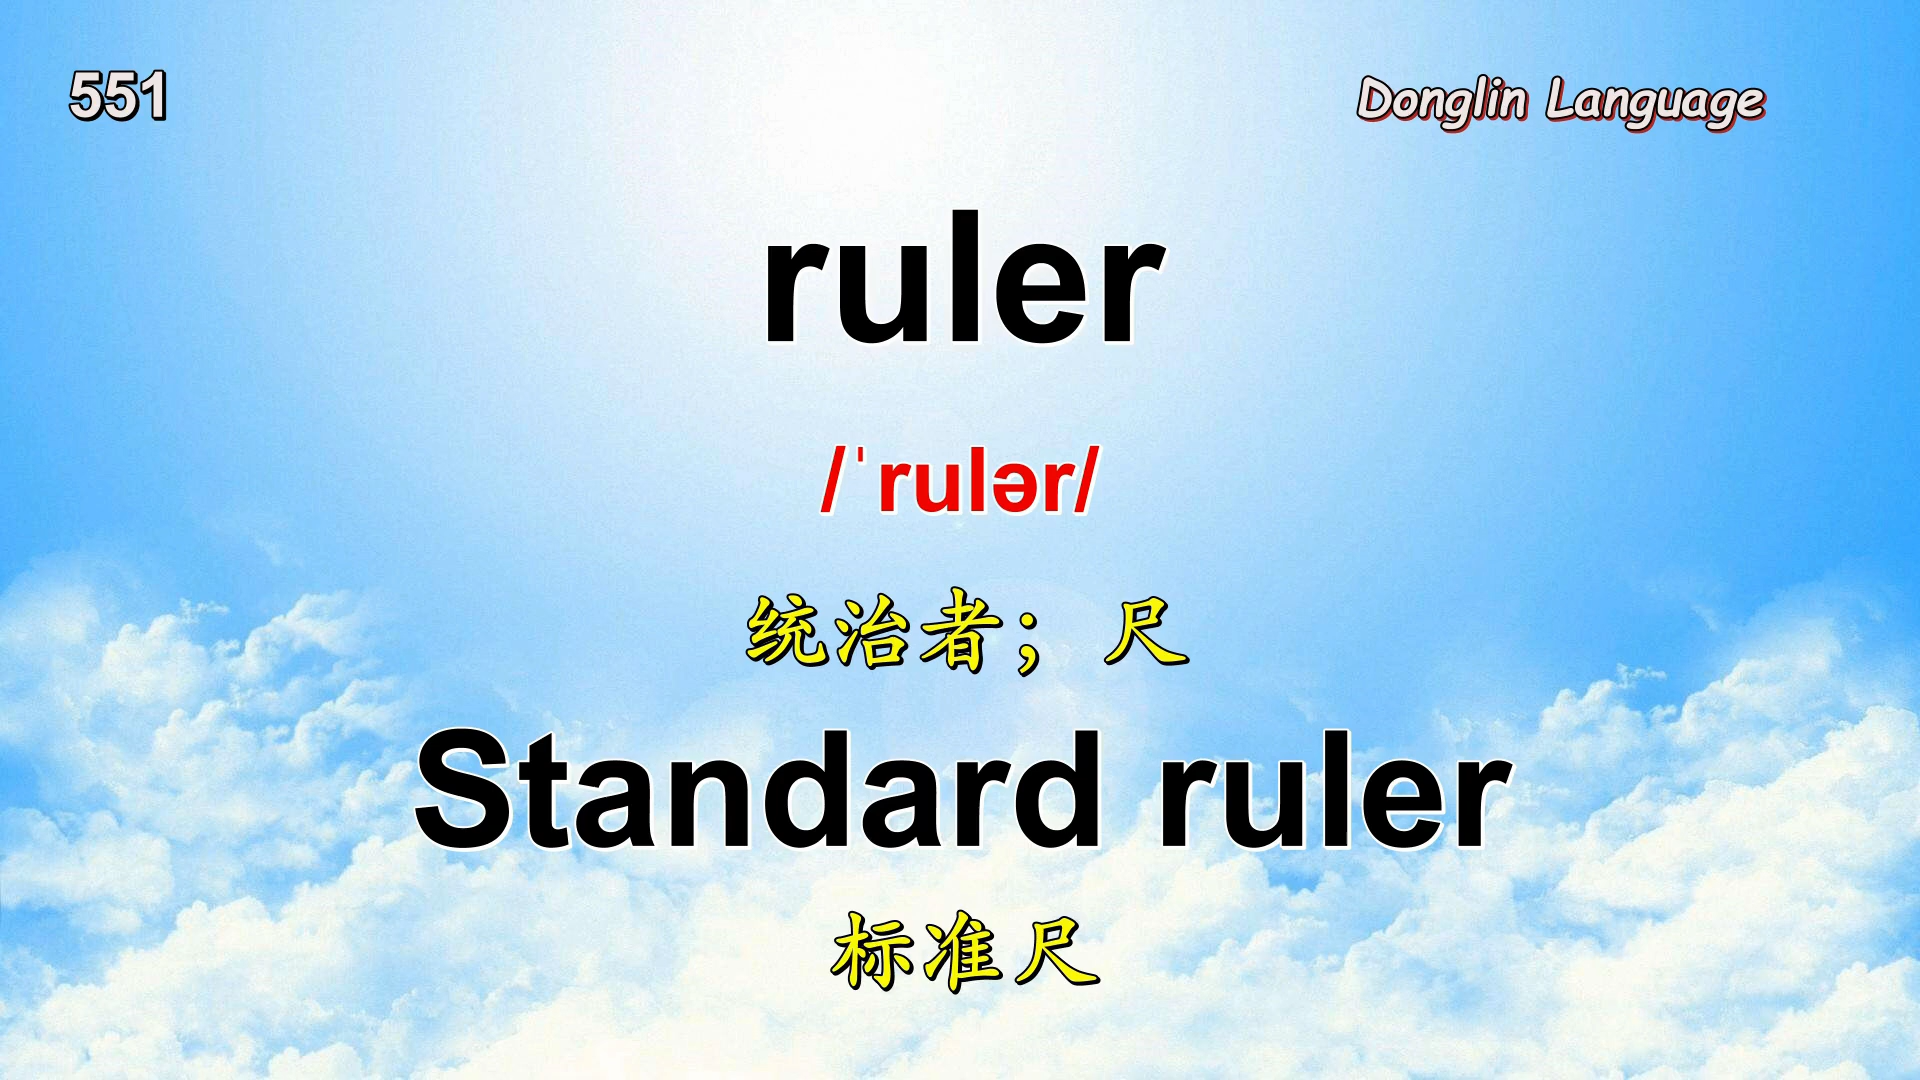 551
Donglin Language
ruler
/ˈrulər/
统治者；尺
Standard ruler
标准尺